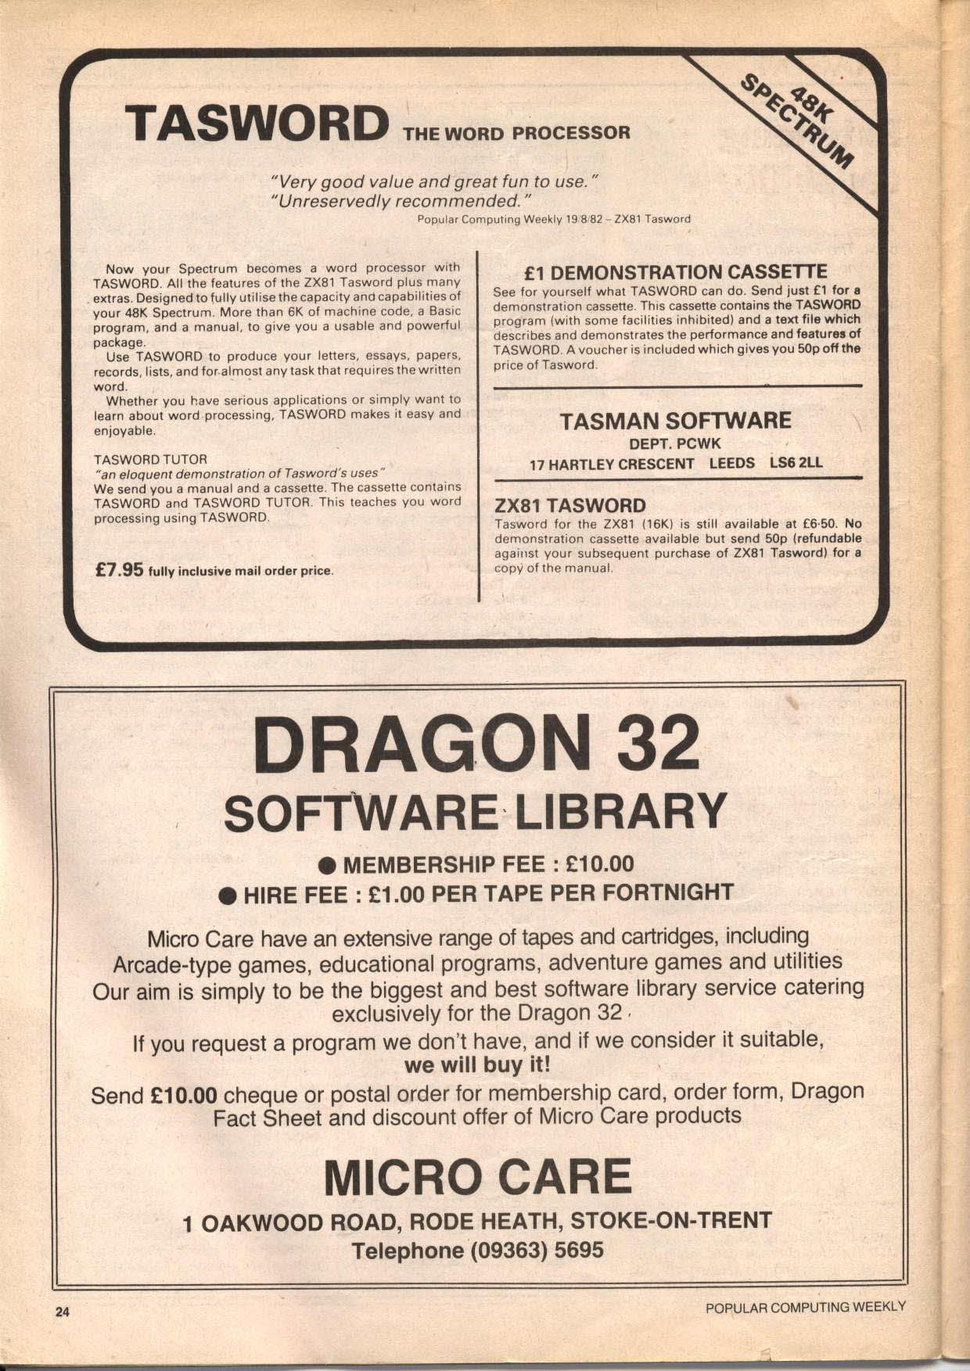 48K
SPECTRUM
TASWORD THE WORD PROCESSOR
"Very good value and great fun to use."
"Unreservedly recommended."
Popular Computing Weekly 19/8/82 – ZX81 Tasword
Now your Spectrum becomes a word processor with
TASWORD. All the features of the ZX81 Tasword plus many
extras. Designed to fully utilise the capacity and capabilities of
your 48K Spectrum. More than 6K of machine code, a Basic
program, and a manual, to give you a usable and powerful
package.
Use TASWORD to produce your letters, essays, papers,
records, lists, and for almost any task that requires the written
word.
Whether you have serious applications or simply want to
learn about word processing, TASWORD makes it easy and
enjoyable.
TASWORD TUTOR
"an eloquent demonstration of Tasword's uses"
We send you a manual and a cassette. The cassette contains
TASWORD and TASWORD TUTOR. This teaches you word
processing using TASWORD.
£7.95 fully inclusive mail order price.
£1 DEMONSTRATION CASSETTE
See for yourself what TASWORD can do. Send just £1 for a
demonstration cassette. This cassette contains the TASWORD
program (with some facilities inhibited) and a text file which
describes and demonstrates the performance and features of
TASWORD. A voucher is included which gives you 50p off the
price of Tasword.
TASMAN SOFTWARE
DEPT. PCWK
17 HARTLEY CRESCENT LEEDS LS6 2LL
ZX81 TASWORD
Tasword for the ZX81 (16K) is still available at £6·50. No
demonstration cassette available but send 50p (refundable
against your subsequent purchase of ZX81 Tasword) for a
copy of the manual.
DRAGON 32
SOFTWARE LIBRARY
● MEMBERSHIP FEE : £10.00
● HIRE FEE : £1.00 PER TAPE PER FORTNIGHT
Micro Care have an extensive range of tapes and cartridges, including
Arcade-type games, educational programs, adventure games and utilities
Our aim is simply to be the biggest and best software library service catering
exclusively for the Dragon 32
If you request a program we don't have, and if we consider it suitable,
we will buy it!
Send £10.00 cheque or postal order for membership card, order form, Dragon
Fact Sheet and discount offer of Micro Care products
MICRO CARE
1 OAKWOOD ROAD, RODE HEATH, STOKE-ON-TRENT
Telephone (09363) 5695
24
POPULAR COMPUTING WEEKLY